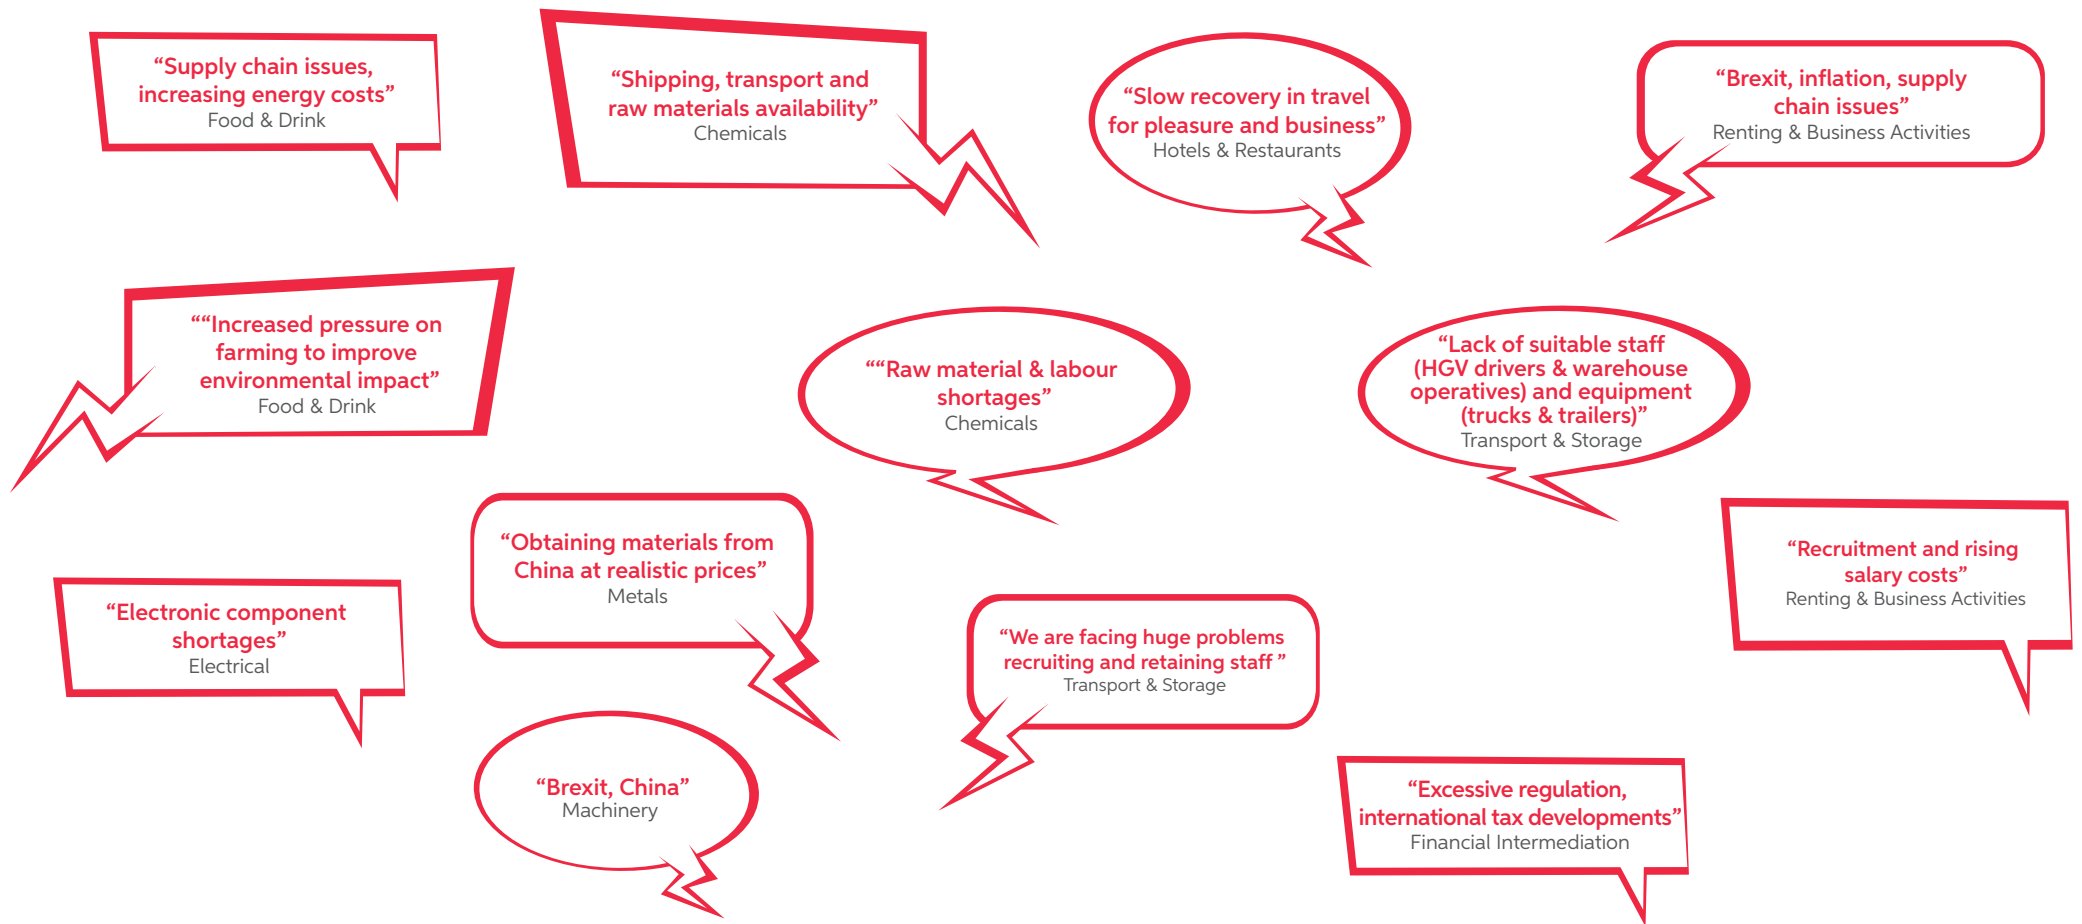 “Supply chain issues,
increasing energy costs”
Food & Drink
“Shipping, transport and
raw materials availability”
Chemicals
“Slow recovery in travel
for pleasure and business”
Hotels & Restaurants
“Brexit, inflation, supply
chain issues”
Renting & Business Activities
““Increased pressure on
farming to improve
environmental impact”
Food & Drink
““Raw material & labour
shortages”
Chemicals
“Lack of suitable staff
(HGV drivers & warehouse
operatives) and equipment
(trucks & trailers)”
Transport & Storage
“Obtaining materials from
China at realistic prices”
Metals
“Recruitment and rising
salary costs”
Renting & Business Activities
“Electronic component
shortages”
Electrical
“We are facing huge problems
recruiting and retaining staff ”
Transport & Storage
“Brexit, China”
Machinery
“Excessive regulation,
international tax developments”
Financial Intermediation